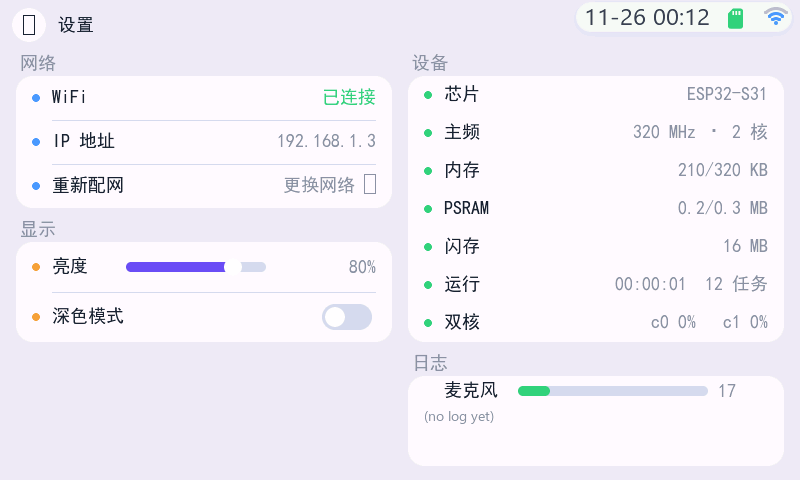 设置
11-26 00:12
网络
WiFi 已连接
IP 地址 192.168.1.3
重新配网 更换网络
显示
亮度 80%
深色模式
设备
芯片 ESP32-S31
主频 320 MHz · 2 核
内存 210/320 KB
PSRAM 0.2/0.3 MB
闪存 16 MB
运行 00:00:01 12 任务
双核 c0 0% c1 0%
日志
麦克风 17
(no log yet)